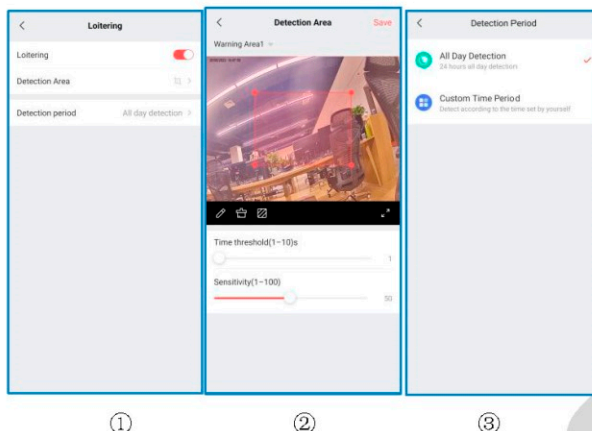 Loitering
Loitering
Detection Area
Detection period All day detection
Detection Area Save
Warning Area1
Time threshold(1-10)s
1
Sensitivity(1-100)
50
Detection Period
All Day Detection
24 hours all day detection
Custom Time Period
Detect according to the time set by yourself
① ② ③